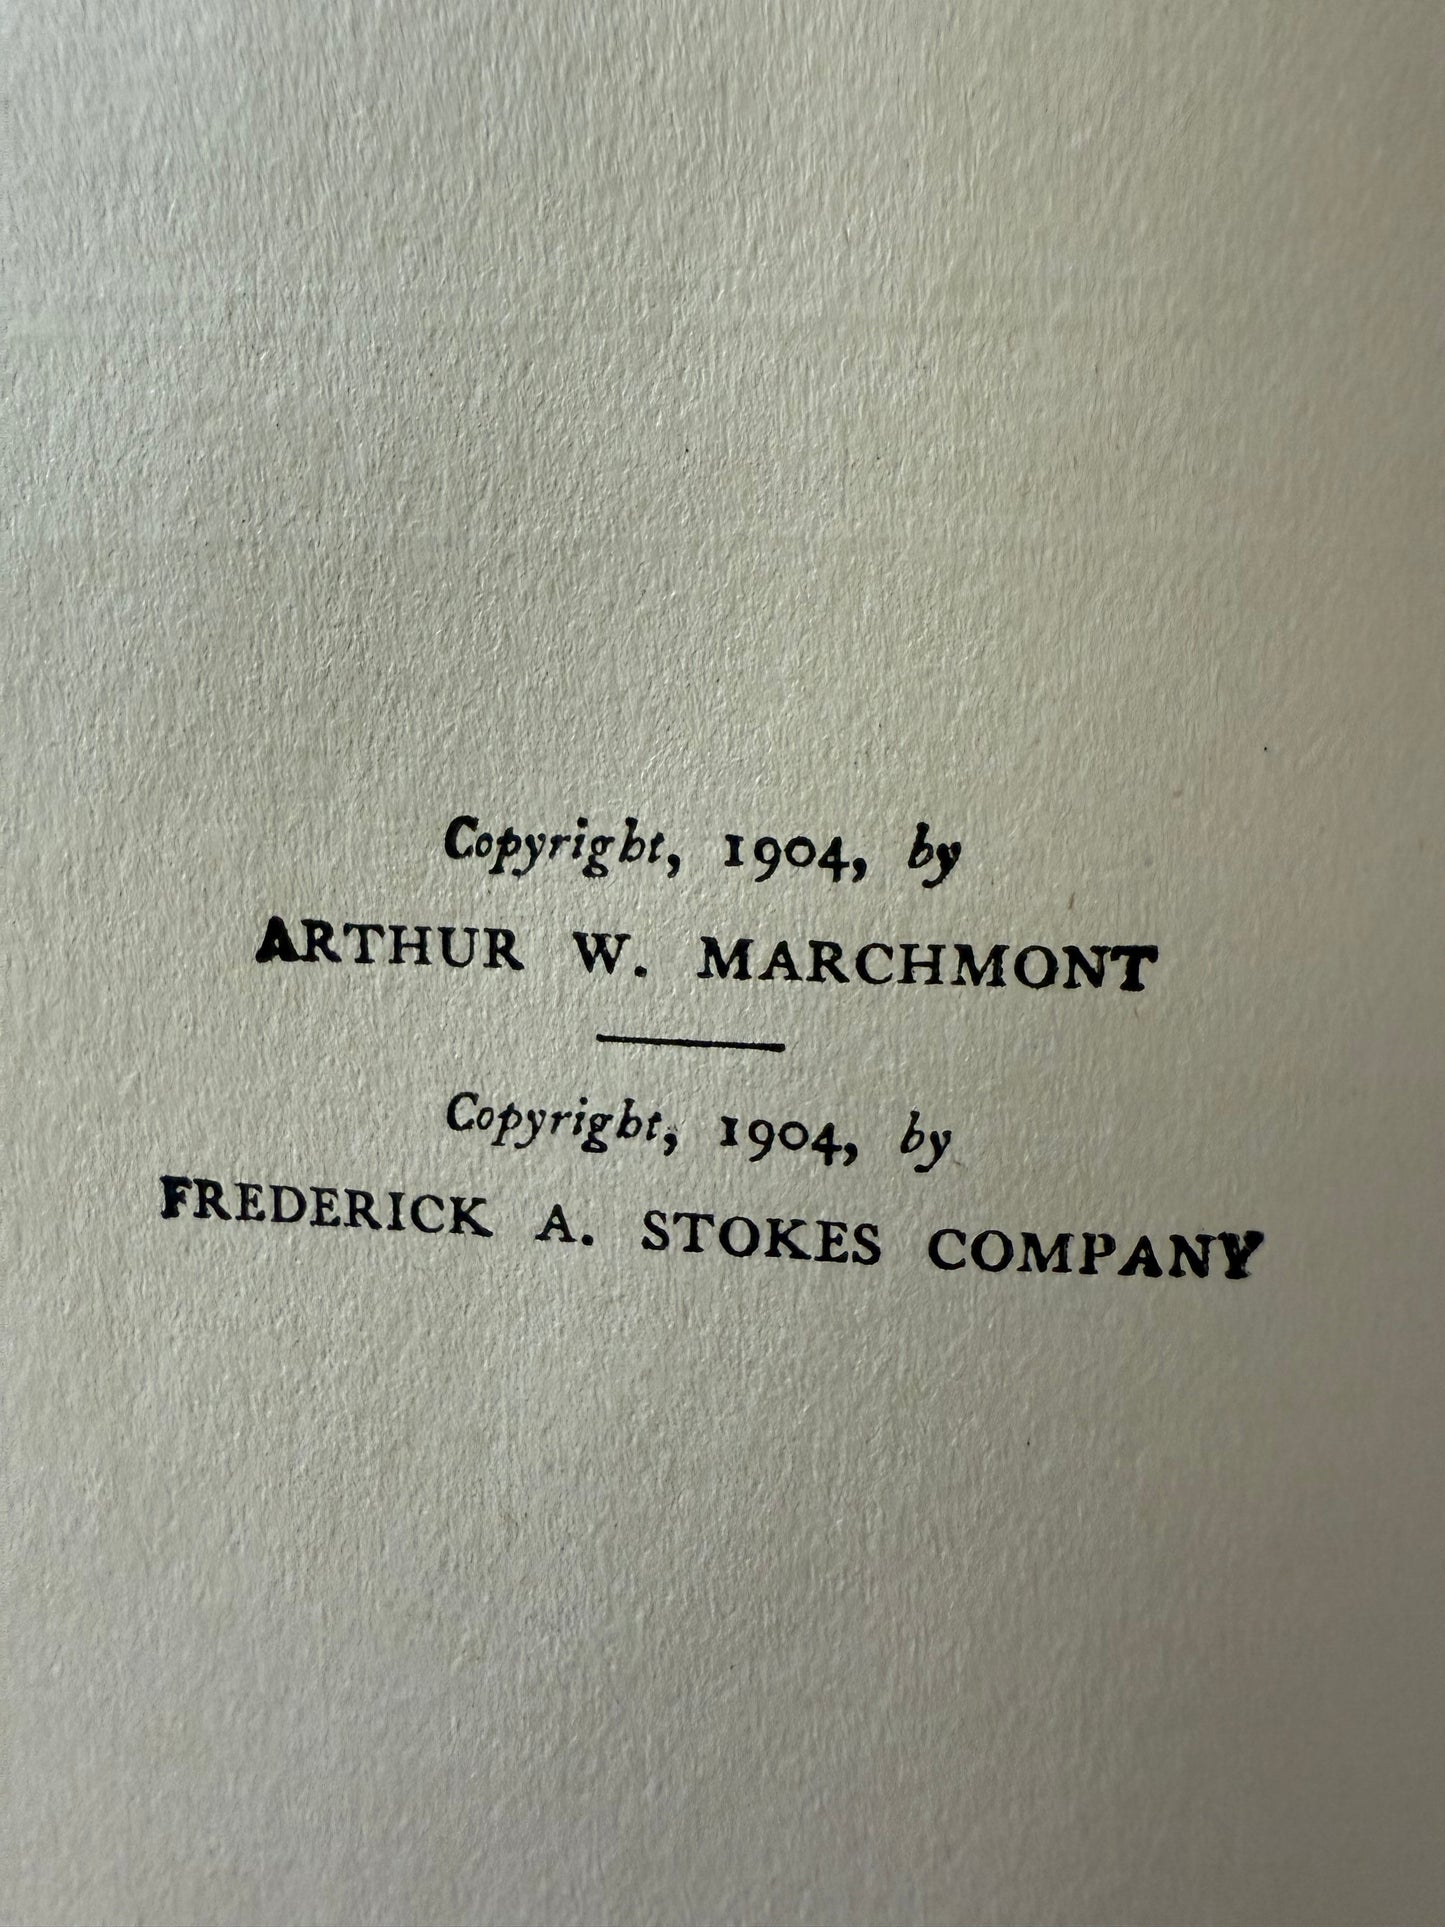 Copyright, 1904, by
ARTHUR W. MARCHMONT
Copyright, 1904, by
FREDERICK A. STOKES COMPANY